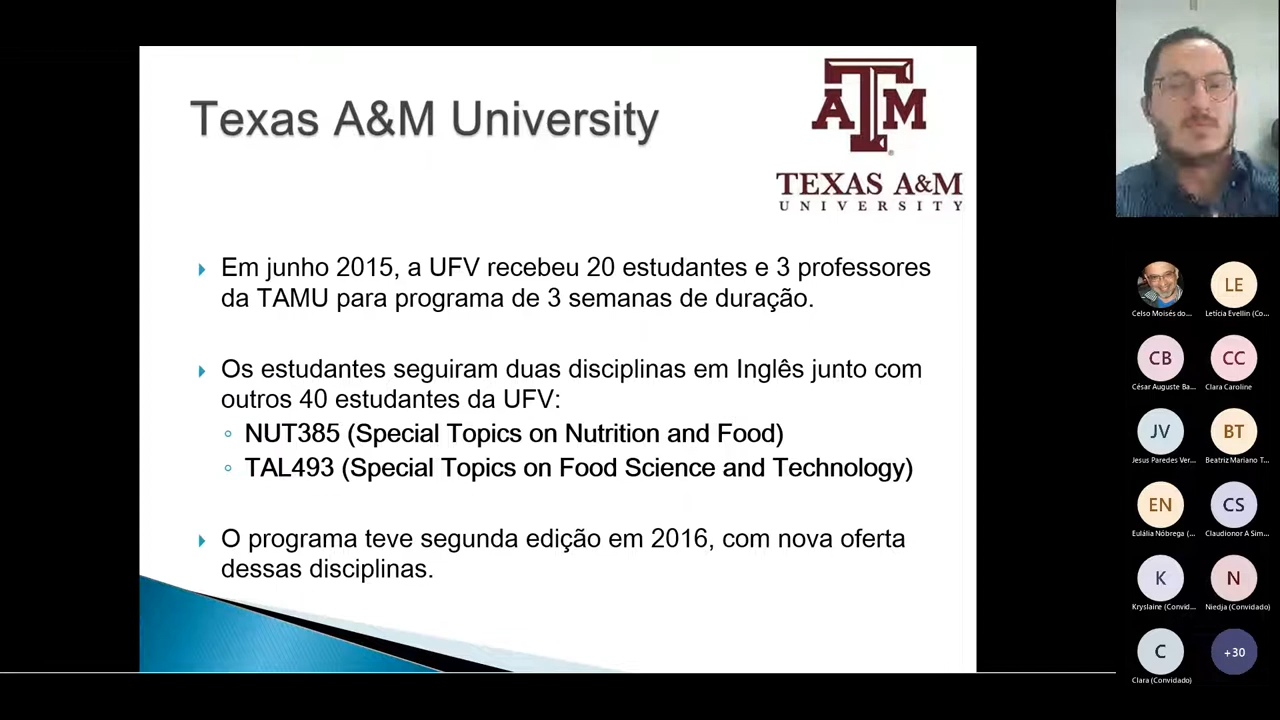 Texas A&M University
ATM
®
TEXAS A&M
UNIVERSITY
Em junho 2015, a UFV recebeu 20 estudantes e 3 professores
da TAMU para programa de 3 semanas de duração.
Os estudantes seguiram duas disciplinas em Inglês junto com
outros 40 estudantes da UFV:
NUT385 (Special Topics on Nutrition and Food)
TAL493 (Special Topics on Food Science and Technology)
O programa teve segunda edição em 2016, com nova oferta
dessas disciplinas.
Celso Moisés do...
LE
Letícia Evellin (Co...
CB
César Auguste Ba...
CC
Clara Caroline
JV
Jesus Paredes Ver...
BT
Beatriz Mariano T...
EN
Eulália Nóbrega (...
CS
Claudionor A Sim...
K
Kryslaine (Convid...
N
Niedja (Convidado)
C
Clara (Convidado)
+30